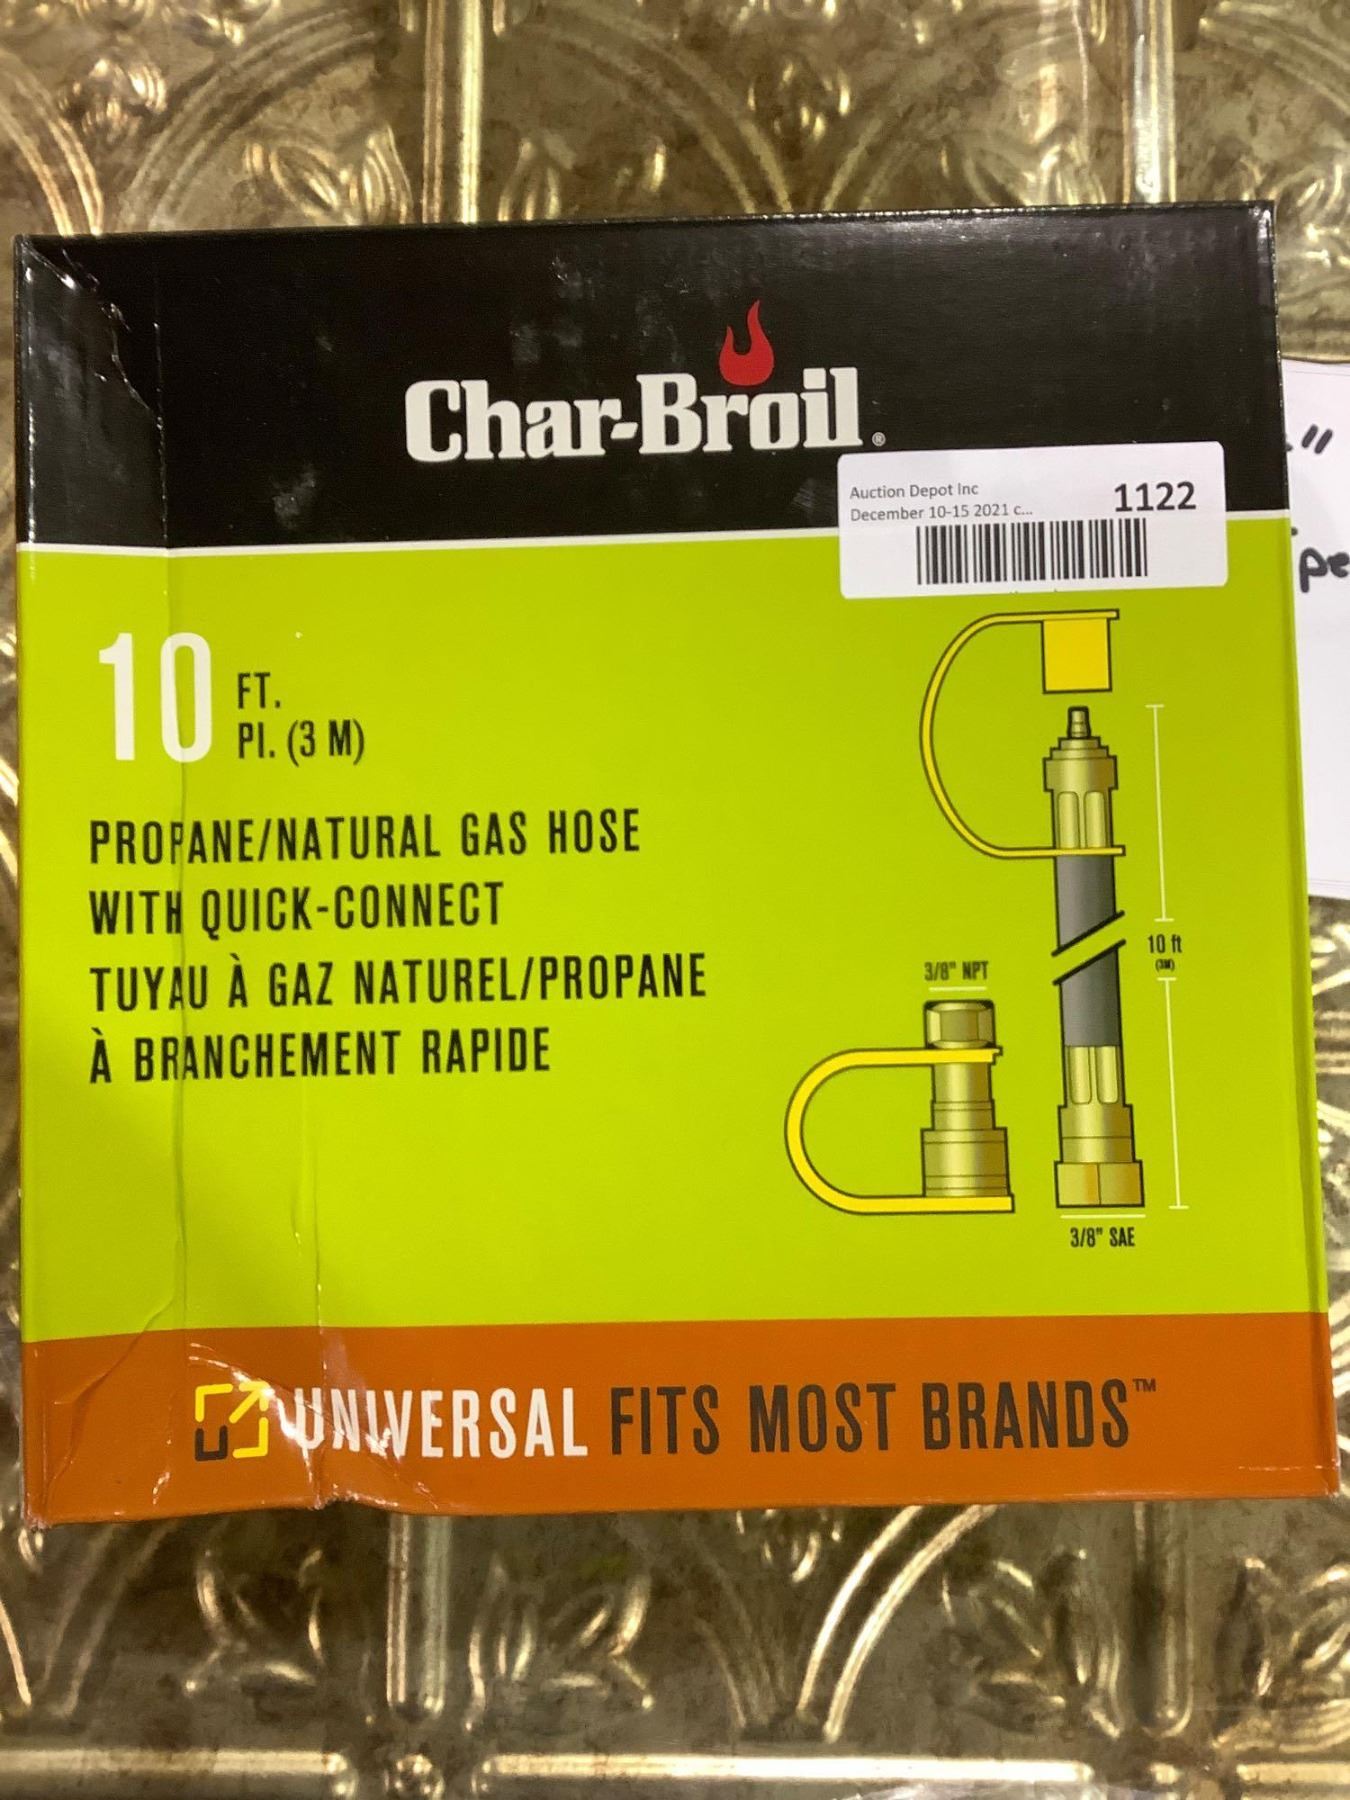 Char-Broil®
Auction Depot Inc
December 10-15 2021 c...
1122
10 FT.
PI. (3 M)
PROPANE/NATURAL GAS HOSE
WITH QUICK-CONNECT
TUYAU À GAZ NATUREL/PROPANE
À BRANCHEMENT RAPIDE
3/8" NPT
10 ft
(3M)
3/8" SAE
UNIVERSAL FITS MOST BRANDS™